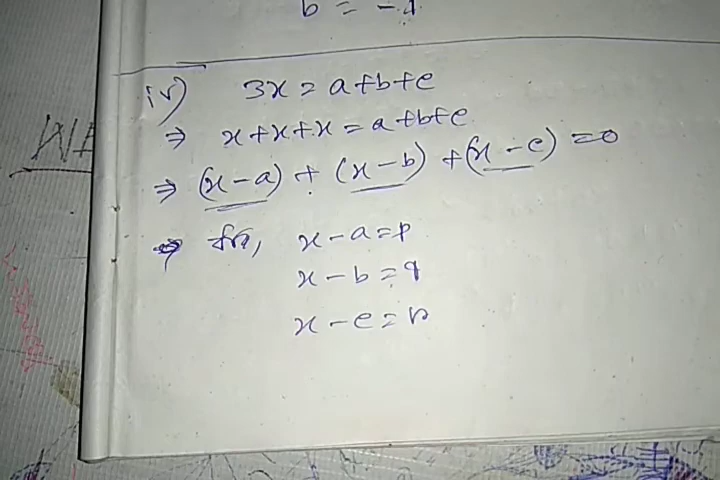 b = -1
iv) 3x = a+b+c
⇒ x+x+x = a+b+c
⇒ (x-a) + (x-b) + (x-c) = 0
⇒ ধরি, x-a=p
x-b=q
x-c=r